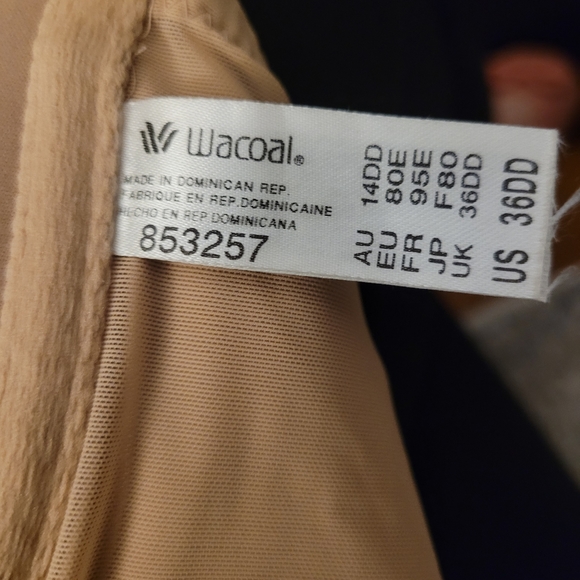 Wacoal®
MADE IN DOMINICAN REP.
FABRIQUE EN REP.DOMINICAINE
HECHO EN REP.DOMINICANA
853257
AU 14DD
EU 80E
FR 95E
JP F80
UK 36DD
US 36DD